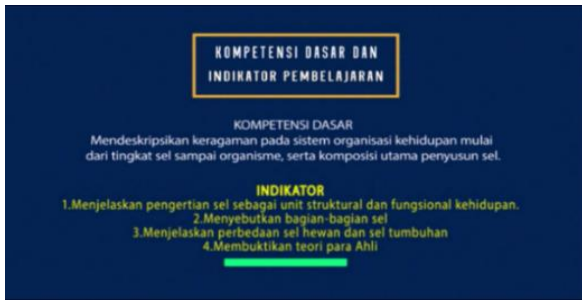 KOMPETENSI DASAR DAN
INDIKATOR PEMBELAJARAN
KOMPETENSI DASAR
Mendeskripsikan keragaman pada sistem organisasi kehidupan mulai
dari tingkat sel sampai organisme, serta komposisi utama penyusun sel.
INDIKATOR
1.Menjelaskan pengertian sel sebagai unit struktural dan fungsional kehidupan.
2.Menyebutkan bagian-bagian sel
3.Menjelaskan perbedaan sel hewan dan sel tumbuhan
4.Membuktikan teori para Ahli